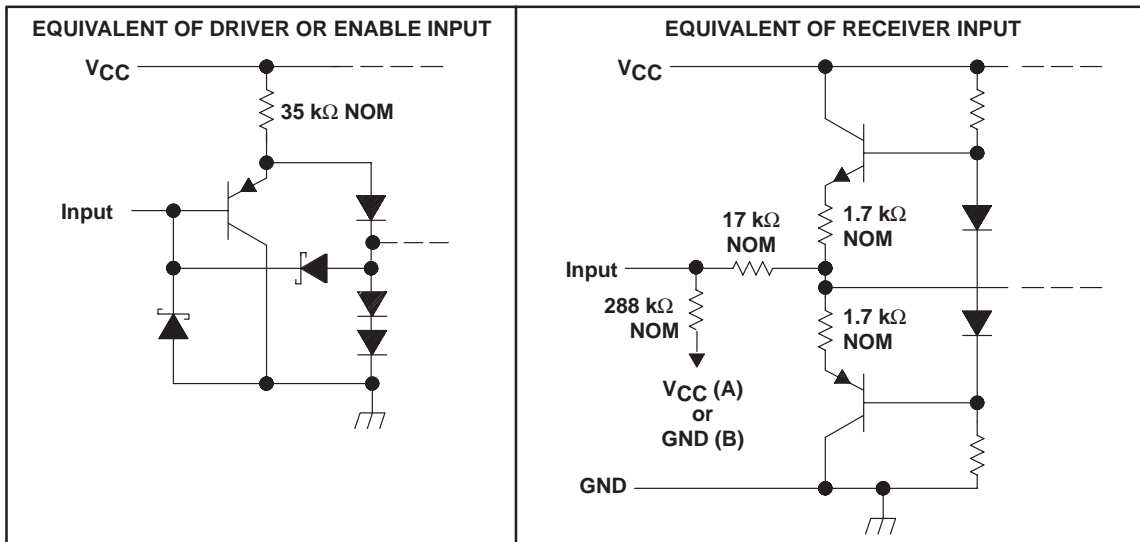 EQUIVALENT OF DRIVER OR ENABLE INPUT
VCC
35 kΩ NOM
Input
EQUIVALENT OF RECEIVER INPUT
VCC
17 kΩ
NOM
1.7 kΩ
NOM
Input
288 kΩ
NOM
1.7 kΩ
NOM
VCC (A)
or
GND (B)
GND